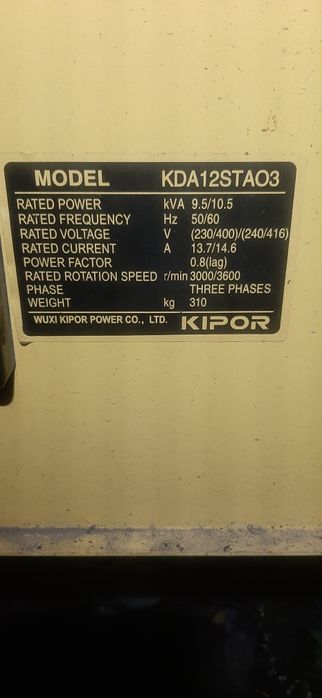 MODEL KDA12STAO3
RATED POWER kVA 9.5/10.5
RATED FREQUENCY Hz 50/60
RATED VOLTAGE V (230/400)/(240/416)
RATED CURRENT A 13.7/14.6
POWER FACTOR 0.8(lag)
RATED ROTATION SPEED r/min 3000/3600
PHASE THREE PHASES
WEIGHT kg 310
WUXI KIPOR POWER CO., LTD. KIPOR